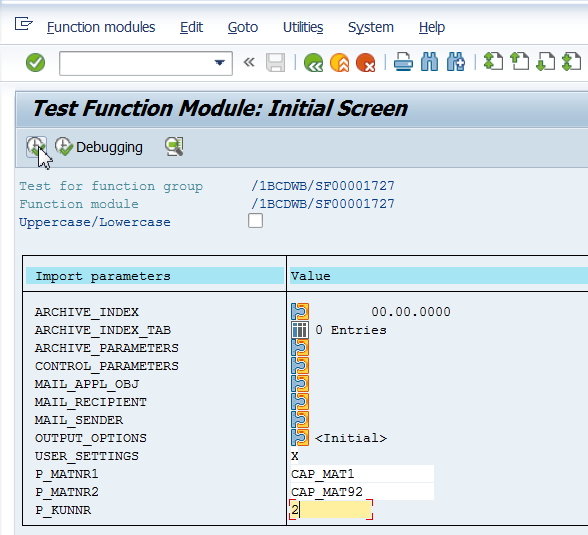 Function modules Edit Goto Utilities System Help
Test Function Module: Initial Screen
Debugging
Test for function group /1BCDWB/SF00001727
Function module /1BCDWB/SF00001727
Uppercase/Lowercase
Import parameters Value
ARCHIVE_INDEX 00.00.0000
ARCHIVE_INDEX_TAB 0 Entries
ARCHIVE_PARAMETERS
CONTROL_PARAMETERS
MAIL_APPL_OBJ
MAIL_RECIPIENT
MAIL_SENDER
OUTPUT_OPTIONS <Initial>
USER_SETTINGS X
P_MATNR1 CAP_MAT1
P_MATNR2 CAP_MAT92
P_KUNNR 2